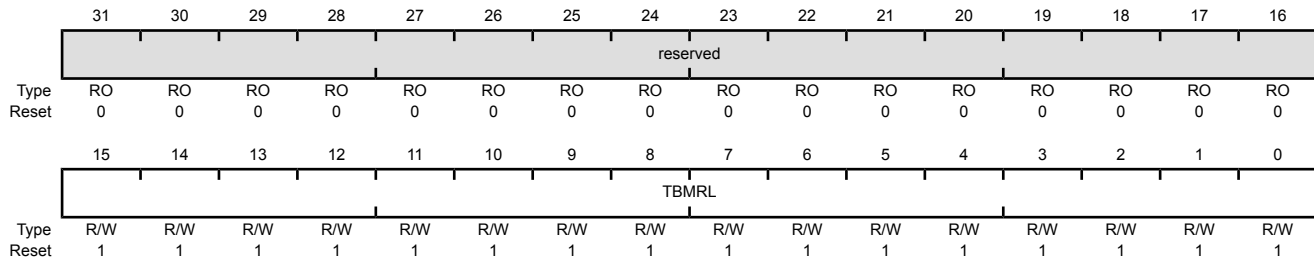 31 30 29 28 27 26 25 24 23 22 21 20 19 18 17 16
reserved
Type RO RO RO RO RO RO RO RO RO RO RO RO RO RO RO RO
Reset 0 0 0 0 0 0 0 0 0 0 0 0 0 0 0 0
15 14 13 12 11 10 9 8 7 6 5 4 3 2 1 0
TBMRL
Type R/W R/W R/W R/W R/W R/W R/W R/W R/W R/W R/W R/W R/W R/W R/W R/W
Reset 1 1 1 1 1 1 1 1 1 1 1 1 1 1 1 1